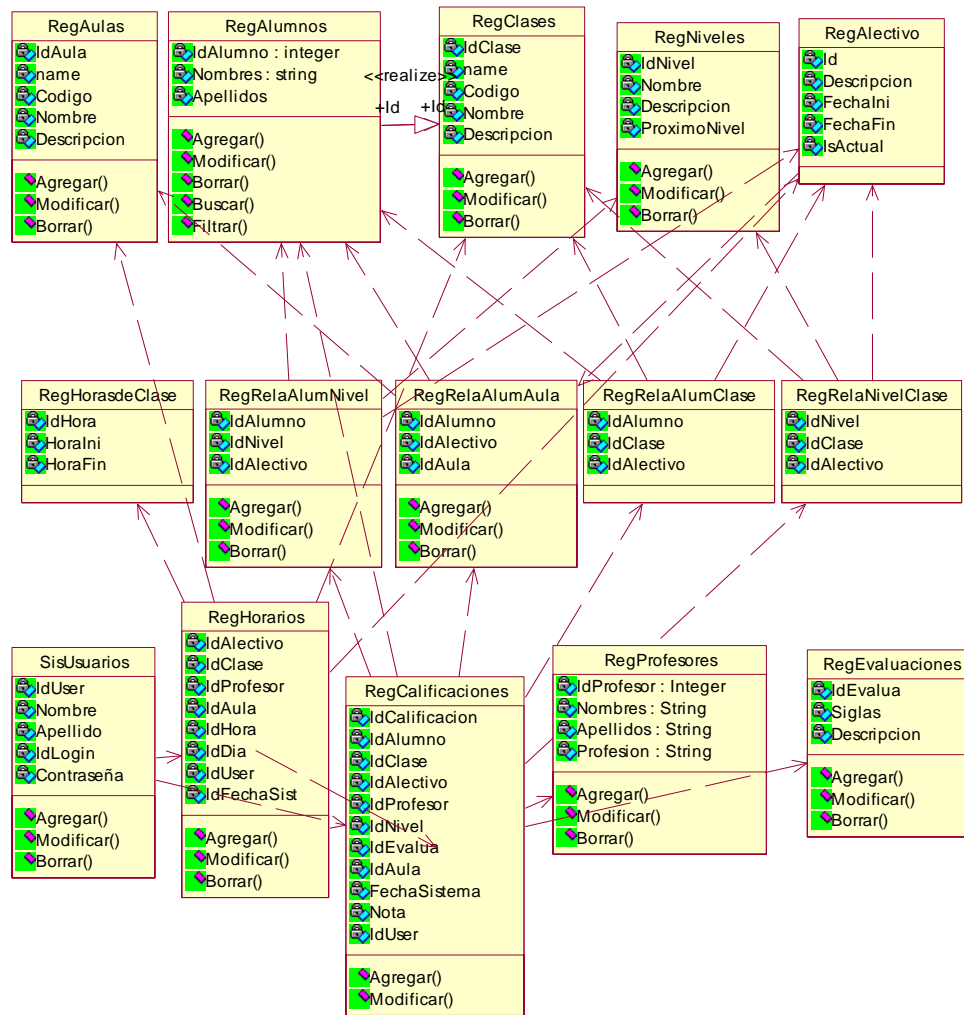 RegAulas
IdAula
name
Codigo
Nombre
Descripcion
Agregar()
Modificar()
Borrar()
RegAlumnos
IdAlumno : integer
Nombres : string
Apellidos
Agregar()
Modificar()
Borrar()
Buscar()
Filtrar()
<<realize>>
+Id
+Id
RegClases
IdClase
name
Codigo
Nombre
Descripcion
Agregar()
Modificar()
Borrar()
RegNiveles
IdNivel
Nombre
Descripcion
ProximoNivel
Agregar()
Modificar()
Borrar()
RegAlectivo
Id
Descripcion
FechaIni
FechaFin
IsActual
RegHorasdeClase
IdHora
HoraIni
HoraFin
RegRelaAlumNivel
IdAlumno
IdNivel
IdAlectivo
Agregar()
Modificar()
Borrar()
RegRelaAlumAula
IdAlumno
IdAlectivo
IdAula
Agregar()
Modificar()
Borrar()
RegRelaAlumClase
IdAlumno
IdClase
IdAlectivo
RegRelaNivelClase
IdNivel
IdClase
IdAlectivo
SisUsuarios
IdUser
Nombre
Apellido
IdLogin
Contraseña
Agregar()
Modificar()
Borrar()
RegHorarios
IdAlectivo
IdClase
IdProfesor
IdAula
IdHora
IdDia
IdUser
IdFechaSist
Agregar()
Modificar()
Borrar()
RegCalificaciones
IdCalificacion
IdAlumno
IdClase
IdAlectivo
IdProfesor
IdNivel
IdEvalua
IdAula
FechaSistema
Nota
IdUser
Agregar()
Modificar()
RegProfesores
IdProfesor : Integer
Nombres : String
Apellidos : String
Profesion : String
Agregar()
Modificar()
Borrar()
RegEvaluaciones
IdEvalua
Siglas
Descripcion
Agregar()
Modificar()
Borrar()